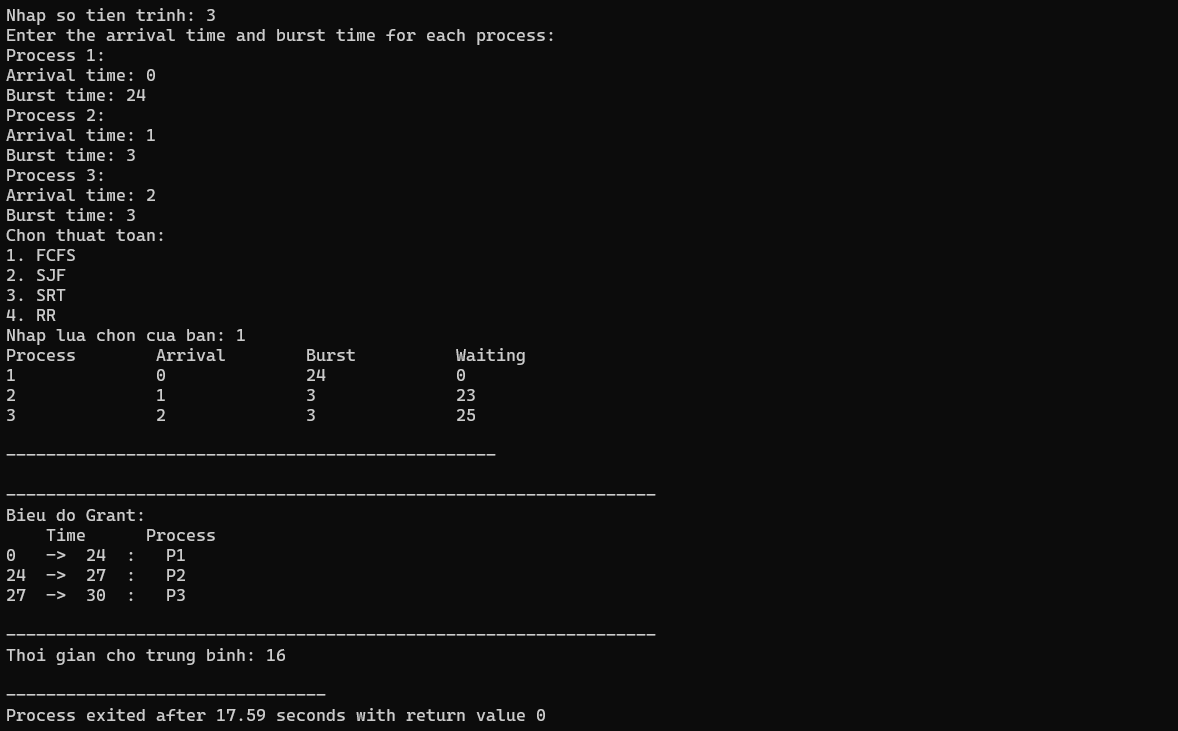 Nhap so tien trinh: 3
Enter the arrival time and burst time for each process:
Process 1:
Arrival time: 0
Burst time: 24
Process 2:
Arrival time: 1
Burst time: 3
Process 3:
Arrival time: 2
Burst time: 3
Chon thuat toan:
1. FCFS
2. SJF
3. SRT
4. RR
Nhap lua chon cua ban: 1
Process        Arrival        Burst          Waiting
1              0              24             0
2              1              3              23
3              2              3              25
-------------------------------------------------
-----------------------------------------------------------------
Bieu do Grant:
    Time      Process
0   ->  24  :   P1
24  ->  27  :   P2
27  ->  30  :   P3
-----------------------------------------------------------------
Thoi gian cho trung binh: 16
--------------------------------
Process exited after 17.59 seconds with return value 0